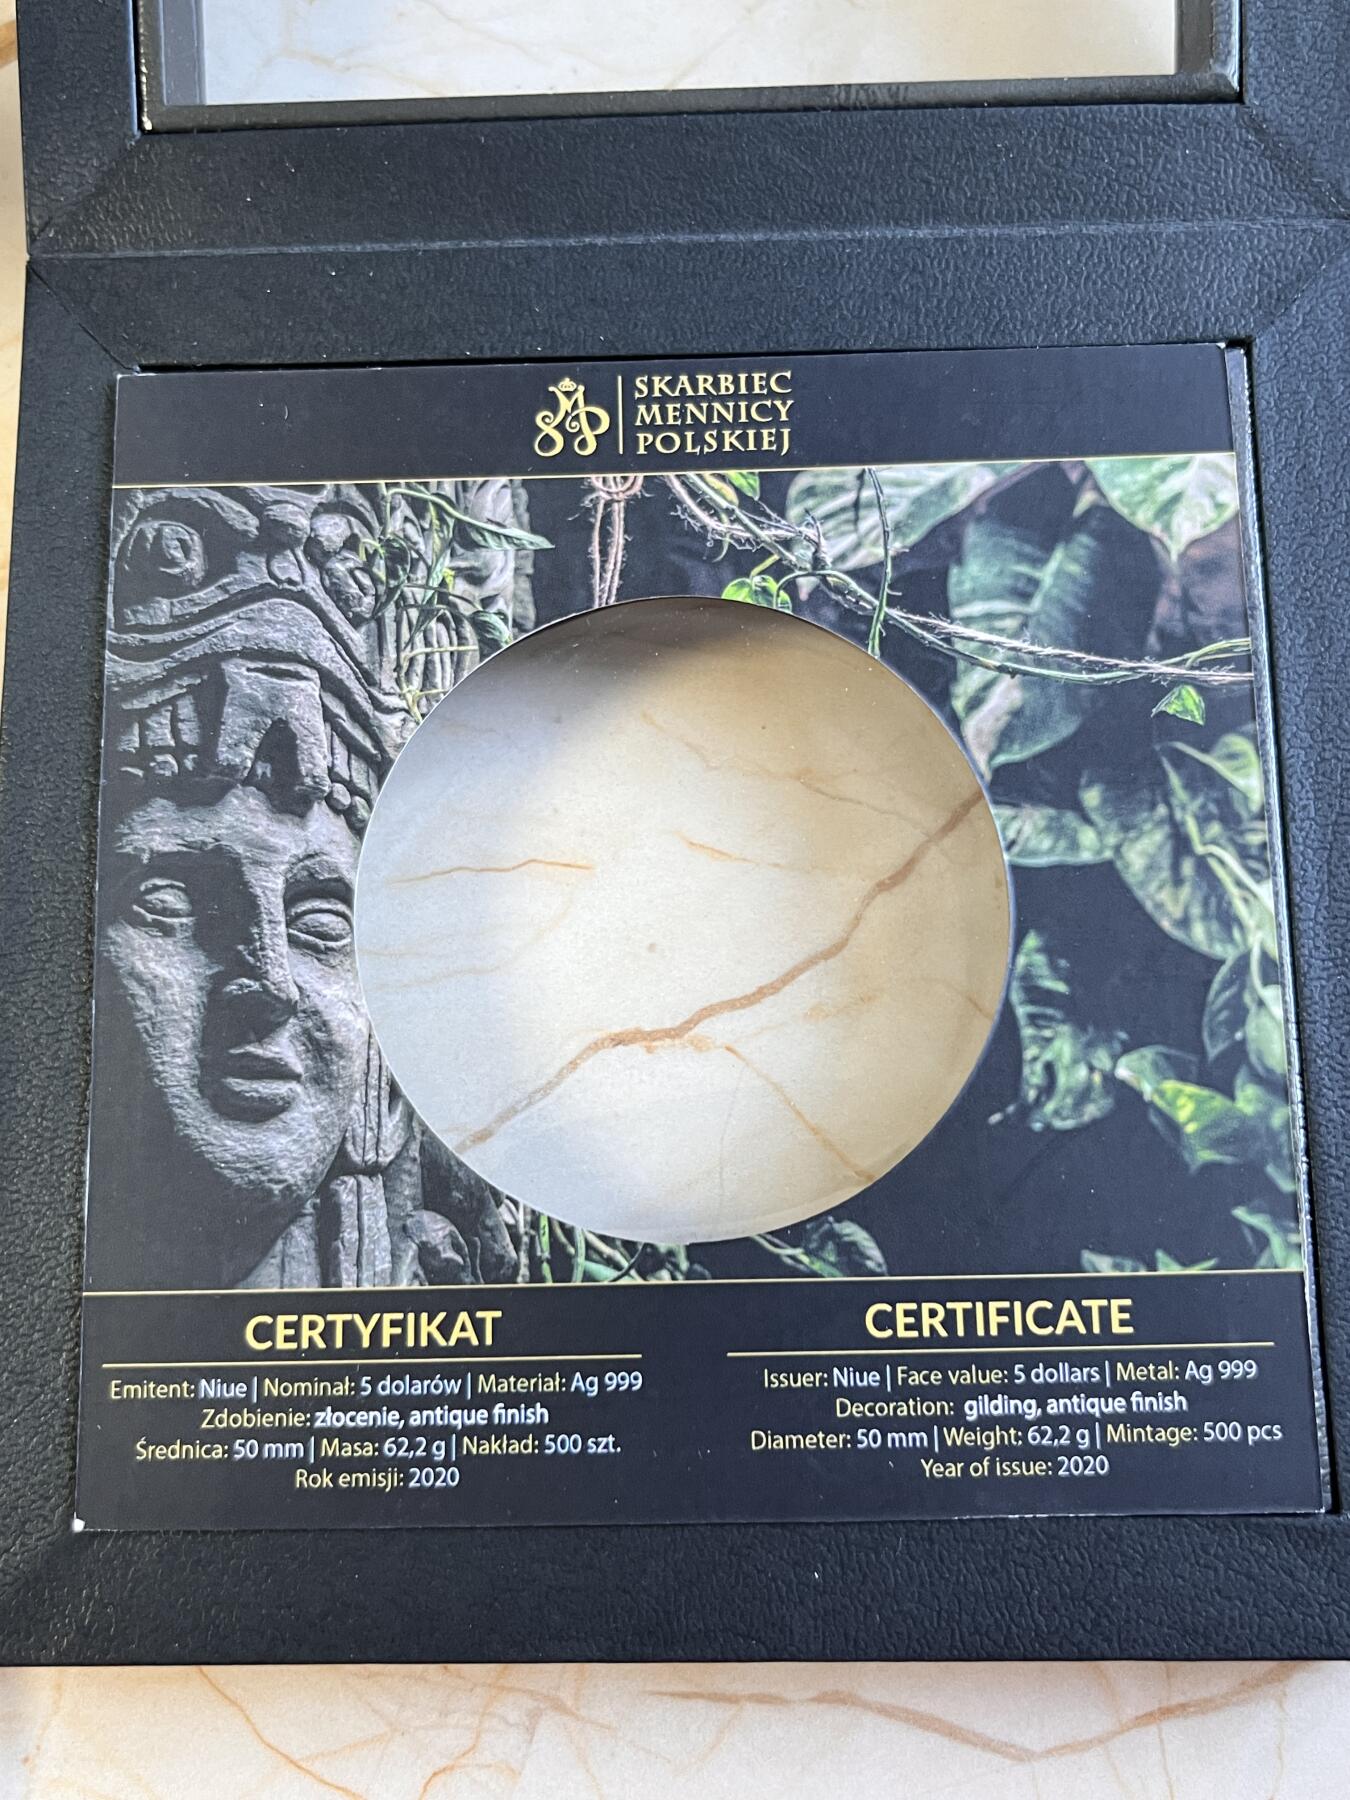 SKARBIEC
MENNICY
POLSKIEJ
CERTYFIKAT
Emitent: Niue | Nominał: 5 dolarów | Materiał: Ag 999
Zdobienie: złocenie, antique finish
Średnica: 50 mm | Masa: 62,2 g | Nakład: 500 szt.
Rok emisji: 2020
CERTIFICATE
Issuer: Niue | Face value: 5 dollars | Metal: Ag 999
Decoration: gilding, antique finish
Diameter: 50 mm | Weight: 62,2 g | Mintage: 500 pcs
Year of issue: 2020